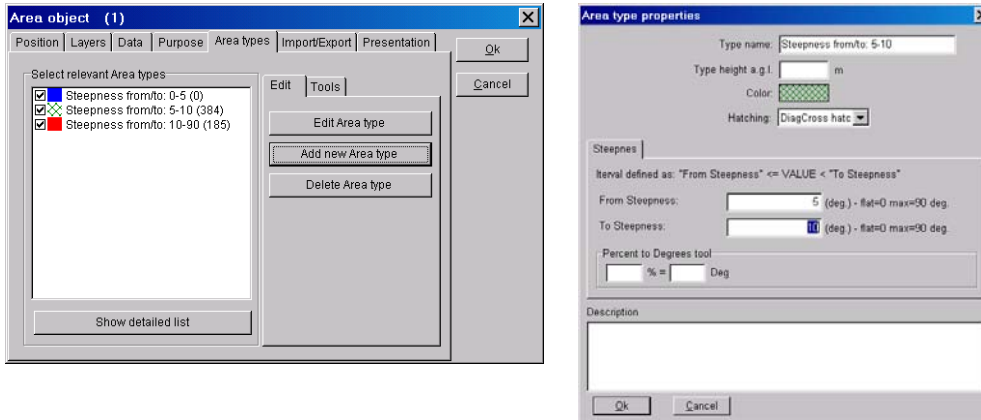 Area object (1)
Position Layers Data Purpose Area types Import/Export Presentation
Select relevant Area types
Steepness from/to: 0-5 (0)
Steepness from/to: 5-10 (384)
Steepness from/to: 10-90 (185)
Show detailed list
Edit Tools
Edit Area type
Add new Area type
Delete Area type
Ok
Cancel
Area type properties
Type name: Steepness from/to: 5-10
Type height a.g.l. m
Color:
Hatching: DiagCross hatc
Steepnes
Iterval defined as: "From Steepness" <= VALUE < "To Steepness"
From Steepness: 5 (deg.) - flat=0 max=90 deg.
To Steepness: 10 (deg.) - flat=0 max=90 deg.
Percent to Degrees tool
% = Deg
Description
Ok Cancel